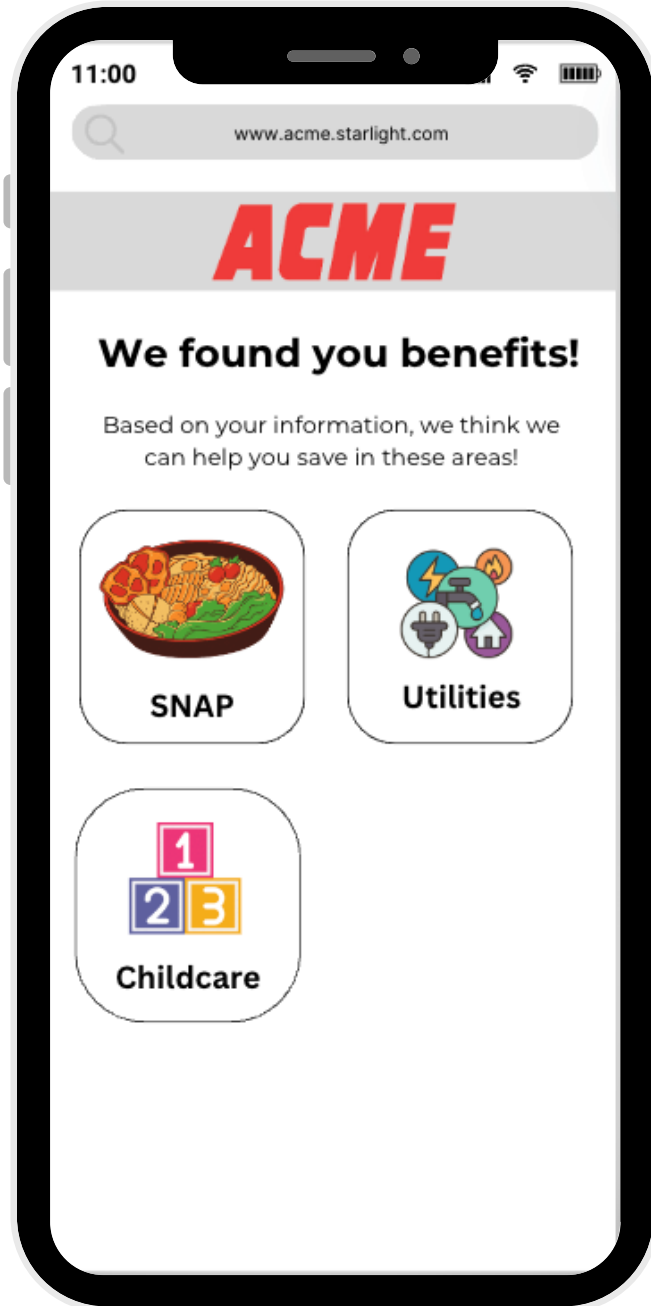 11:00
www.acme.starlight.com
ACME
We found you benefits!
Based on your information, we think we
can help you save in these areas!
SNAP
Utilities
1
2 3
Childcare